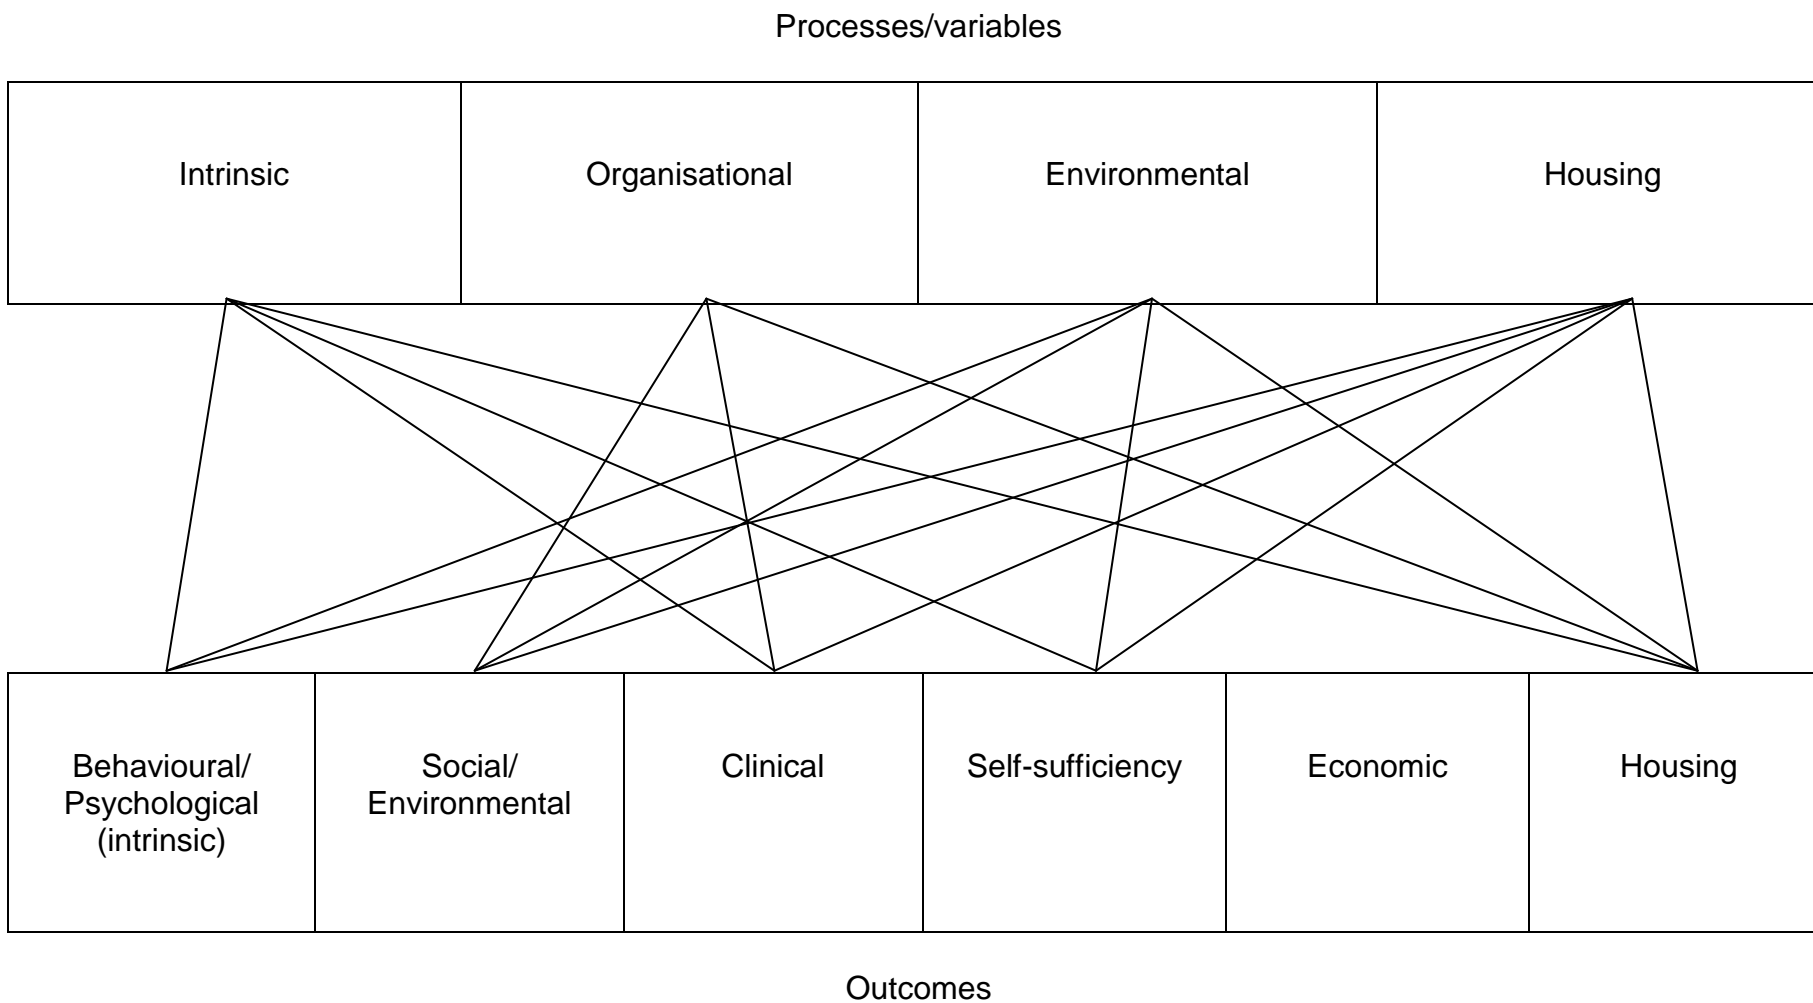 Processes/variables
Intrinsic
Organisational
Environmental
Housing
Behavioural/
Psychological
(intrinsic)
Social/
Environmental
Clinical
Self-sufficiency
Economic
Housing
Outcomes